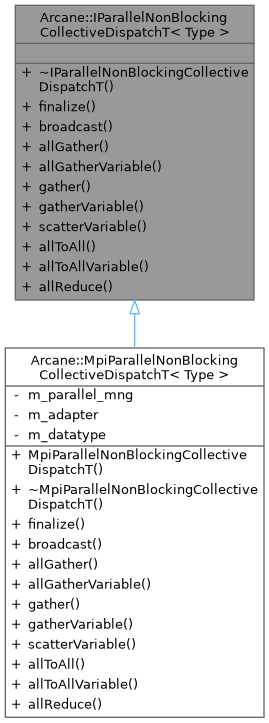 Arcane::IParallelNonBlocking
CollectiveDispatchT< Type >
+ ~IParallelNonBlockingCollective
DispatchT()
+ finalize()
+ broadcast()
+ allGather()
+ allGatherVariable()
+ gather()
+ gatherVariable()
+ scatterVariable()
+ allToAll()
+ allToAllVariable()
+ allReduce()
Arcane::MpiParallelNonBlocking
CollectiveDispatchT< Type >
- m_parallel_mng
- m_adapter
- m_datatype
+ MpiParallelNonBlockingCollective
DispatchT()
+ ~MpiParallelNonBlockingCollective
DispatchT()
+ finalize()
+ broadcast()
+ allGather()
+ allGatherVariable()
+ gather()
+ gatherVariable()
+ scatterVariable()
+ allToAll()
+ allToAllVariable()
+ allReduce()